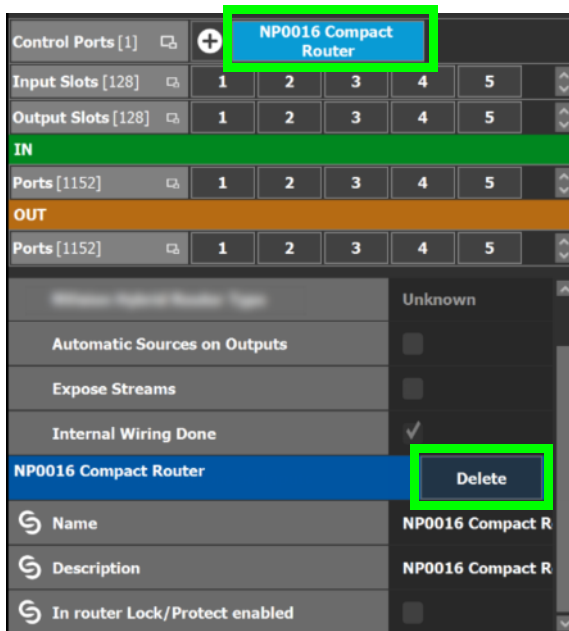 Control Ports [1] NP0016 Compact
Router
Input Slots [128] 1 2 3 4 5
Output Slots [128] 1 2 3 4 5
IN
Ports [1152] 1 2 3 4 5
OUT
Ports [1152] 1 2 3 4 5
Unknown
Automatic Sources on Outputs
Expose Streams
Internal Wiring Done
NP0016 Compact Router Delete
Name NP0016 Compact R
Description NP0016 Compact R
In router Lock/Protect enabled